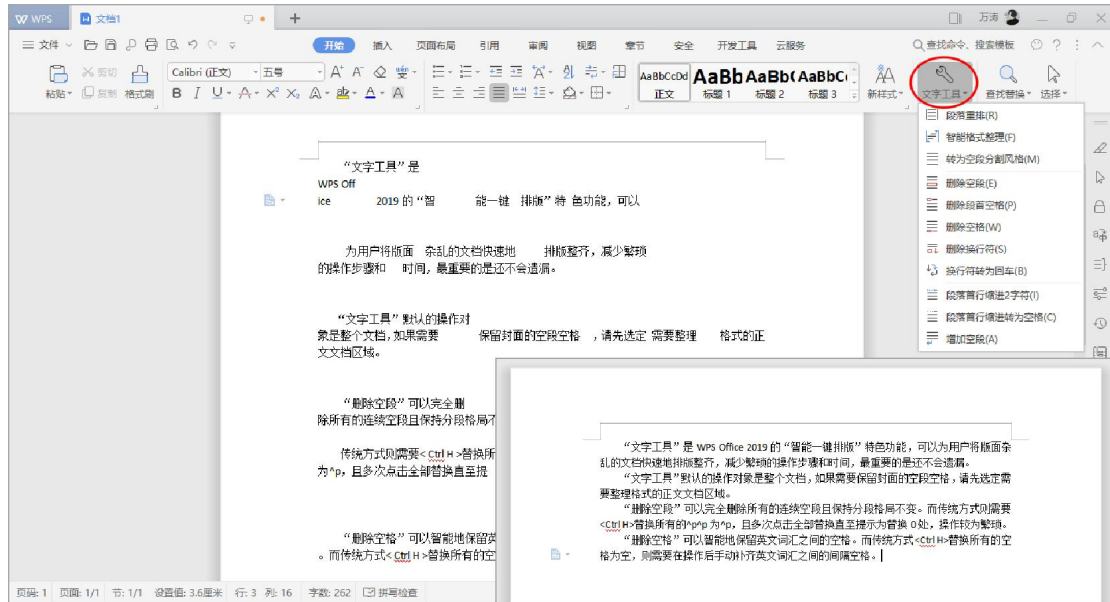 WPS
文档1
万涛
文件
开始 插入 页面布局 引用 审阅 视图 章节 安全 开发工具 云服务
查找命令、搜索模板
粘贴
剪切
复制
格式刷
Calibri (正文) 五号
B I U
AaBbCcDd AaBb AaBb( AaBbC(
正文 标题 1 标题 2 标题 3
新样式
文字工具
查找替换
选择
段落重排(R)
智能格式整理(F)
转为空段分割风格(M)
删除空段(E)
删除段首空格(P)
删除空格(W)
删除换行符(S)
换行符转为回车(B)
段落首行缩进2字符(I)
段落首行缩进转为空格(C)
增加空段(A)
“文字工具”是
WPS Off
ice 2019 的“智 能一键 排版”特 色功能，可以
为用户将版面 杂乱的文档快速地 排版整齐，减少繁琐
的操作步骤和 时间，最重要的是还不会遗漏。
“文字工具”默认的操作对
象是整个文档，如果需要 保留封面的空段空格 ，请先选定 需要整理 格式的正
文文档区域。
“删除空段”可以完全删
除所有的连续空段且保持分段格局不
传统方式则需要< Ctrl H >替换所
为^p，且多次点击全部替换直至提
“删除空格”可以智能地保留英
。而传统方式< Ctrl H >替换所有的空
“文字工具”是 WPS Office 2019 的“智能一键排版”特色功能，可以为用户将版面杂
乱的文档快速地排版整齐，减少繁琐的操作步骤和时间，最重要的是还不会遗漏。
“文字工具”默认的操作对象是整个文档，如果需要保留封面的空段空格，请先选定需
要整理格式的正文文档区域。
“删除空段”可以完全删除所有的连续空段且保持分段格局不变。而传统方式则需要
<Ctrl H>替换所有的^p^p 为^p，且多次点击全部替换直至提示为替换 0 处，操作较为繁琐。
“删除空格”可以智能地保留英文词汇之间的空格。而传统方式<Ctrl H>替换所有的空
格为空，则需要在操作后手动补齐英文词汇之间的间隔空格。
页码: 1 页面: 1/1 节: 1/1 设置值: 3.6厘米 行: 3 列: 16 字数: 262 拼写检查